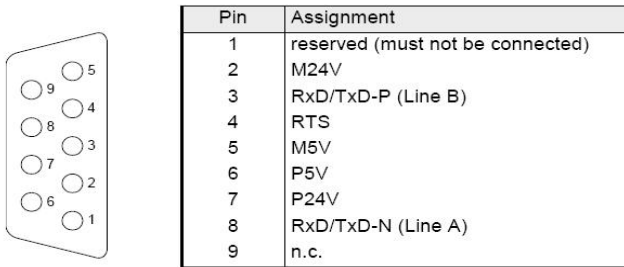 5
9
4
8
3
7
2
6
1
Pin Assignment
1 reserved (must not be connected)
2 M24V
3 RxD/TxD-P (Line B)
4 RTS
5 M5V
6 P5V
7 P24V
8 RxD/TxD-N (Line A)
9 n.c.